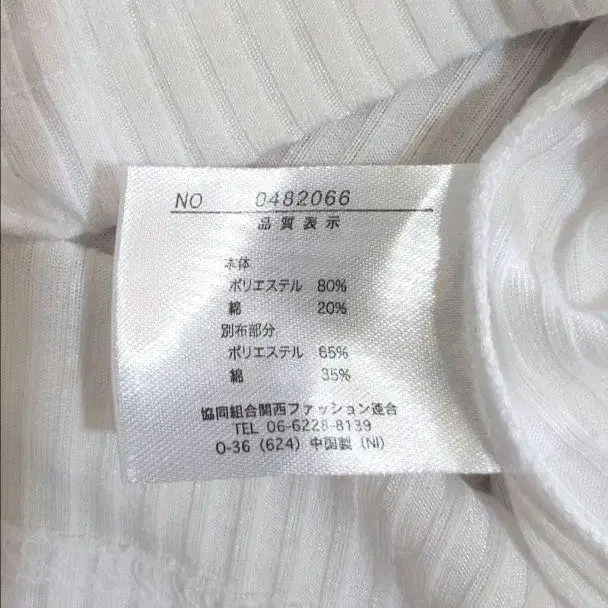 NO 0482066
品質表示
本体
ポリエステル 80%
綿 20%
別布部分
ポリエステル 65%
綿 35%
協同組合関西ファッション連合
TEL 06-6228-8139
O-36 (624) 中国製 (NI)